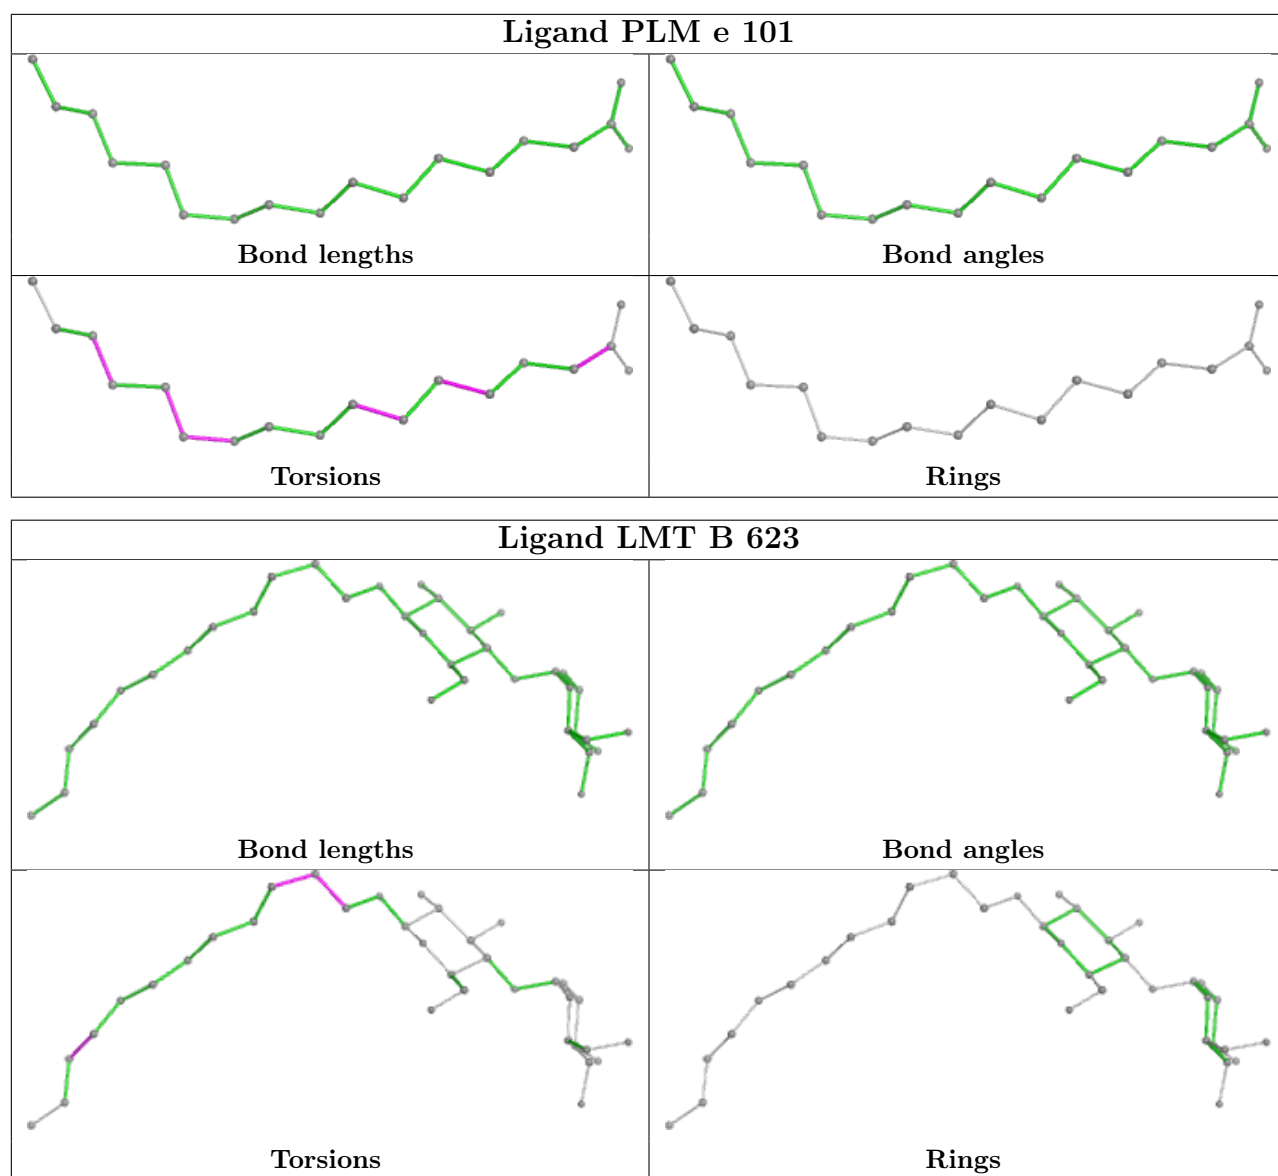 Ligand PLM e 101
Bond lengths
Bond angles
Torsions
Rings
Ligand LMT B 623
Bond lengths
Bond angles
Torsions
Rings